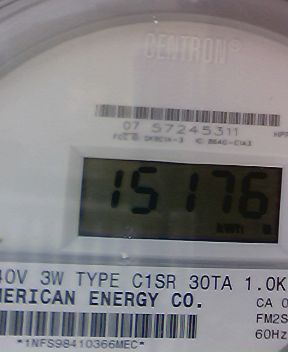 CENTRON®
07 57245311
15176
kWh
40V 3W TYPE C1SR 30TA 1.0K
MERICAN ENERGY CO.
CA 0
FM2S
60Hz
*1NFS98410366MEC*